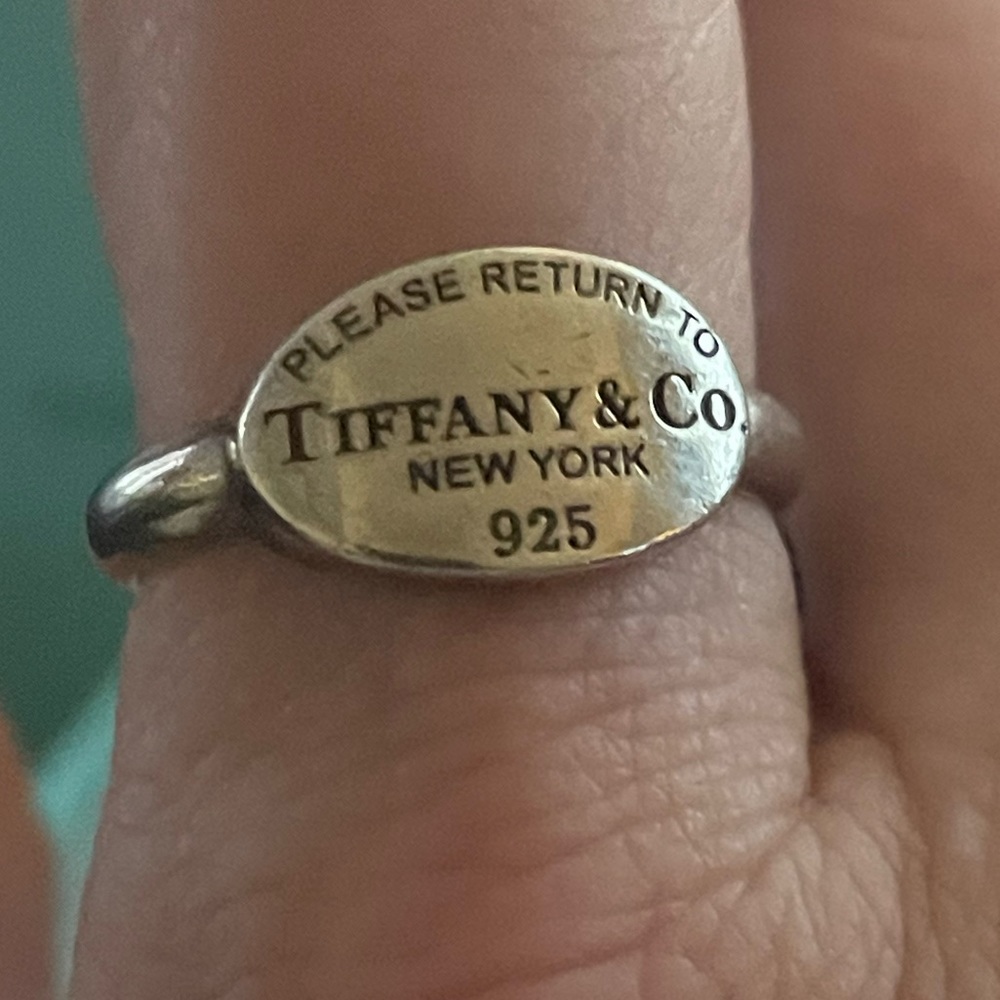 PLEASE RETURN TO
TIFFANY & Co.
NEW YORK
925